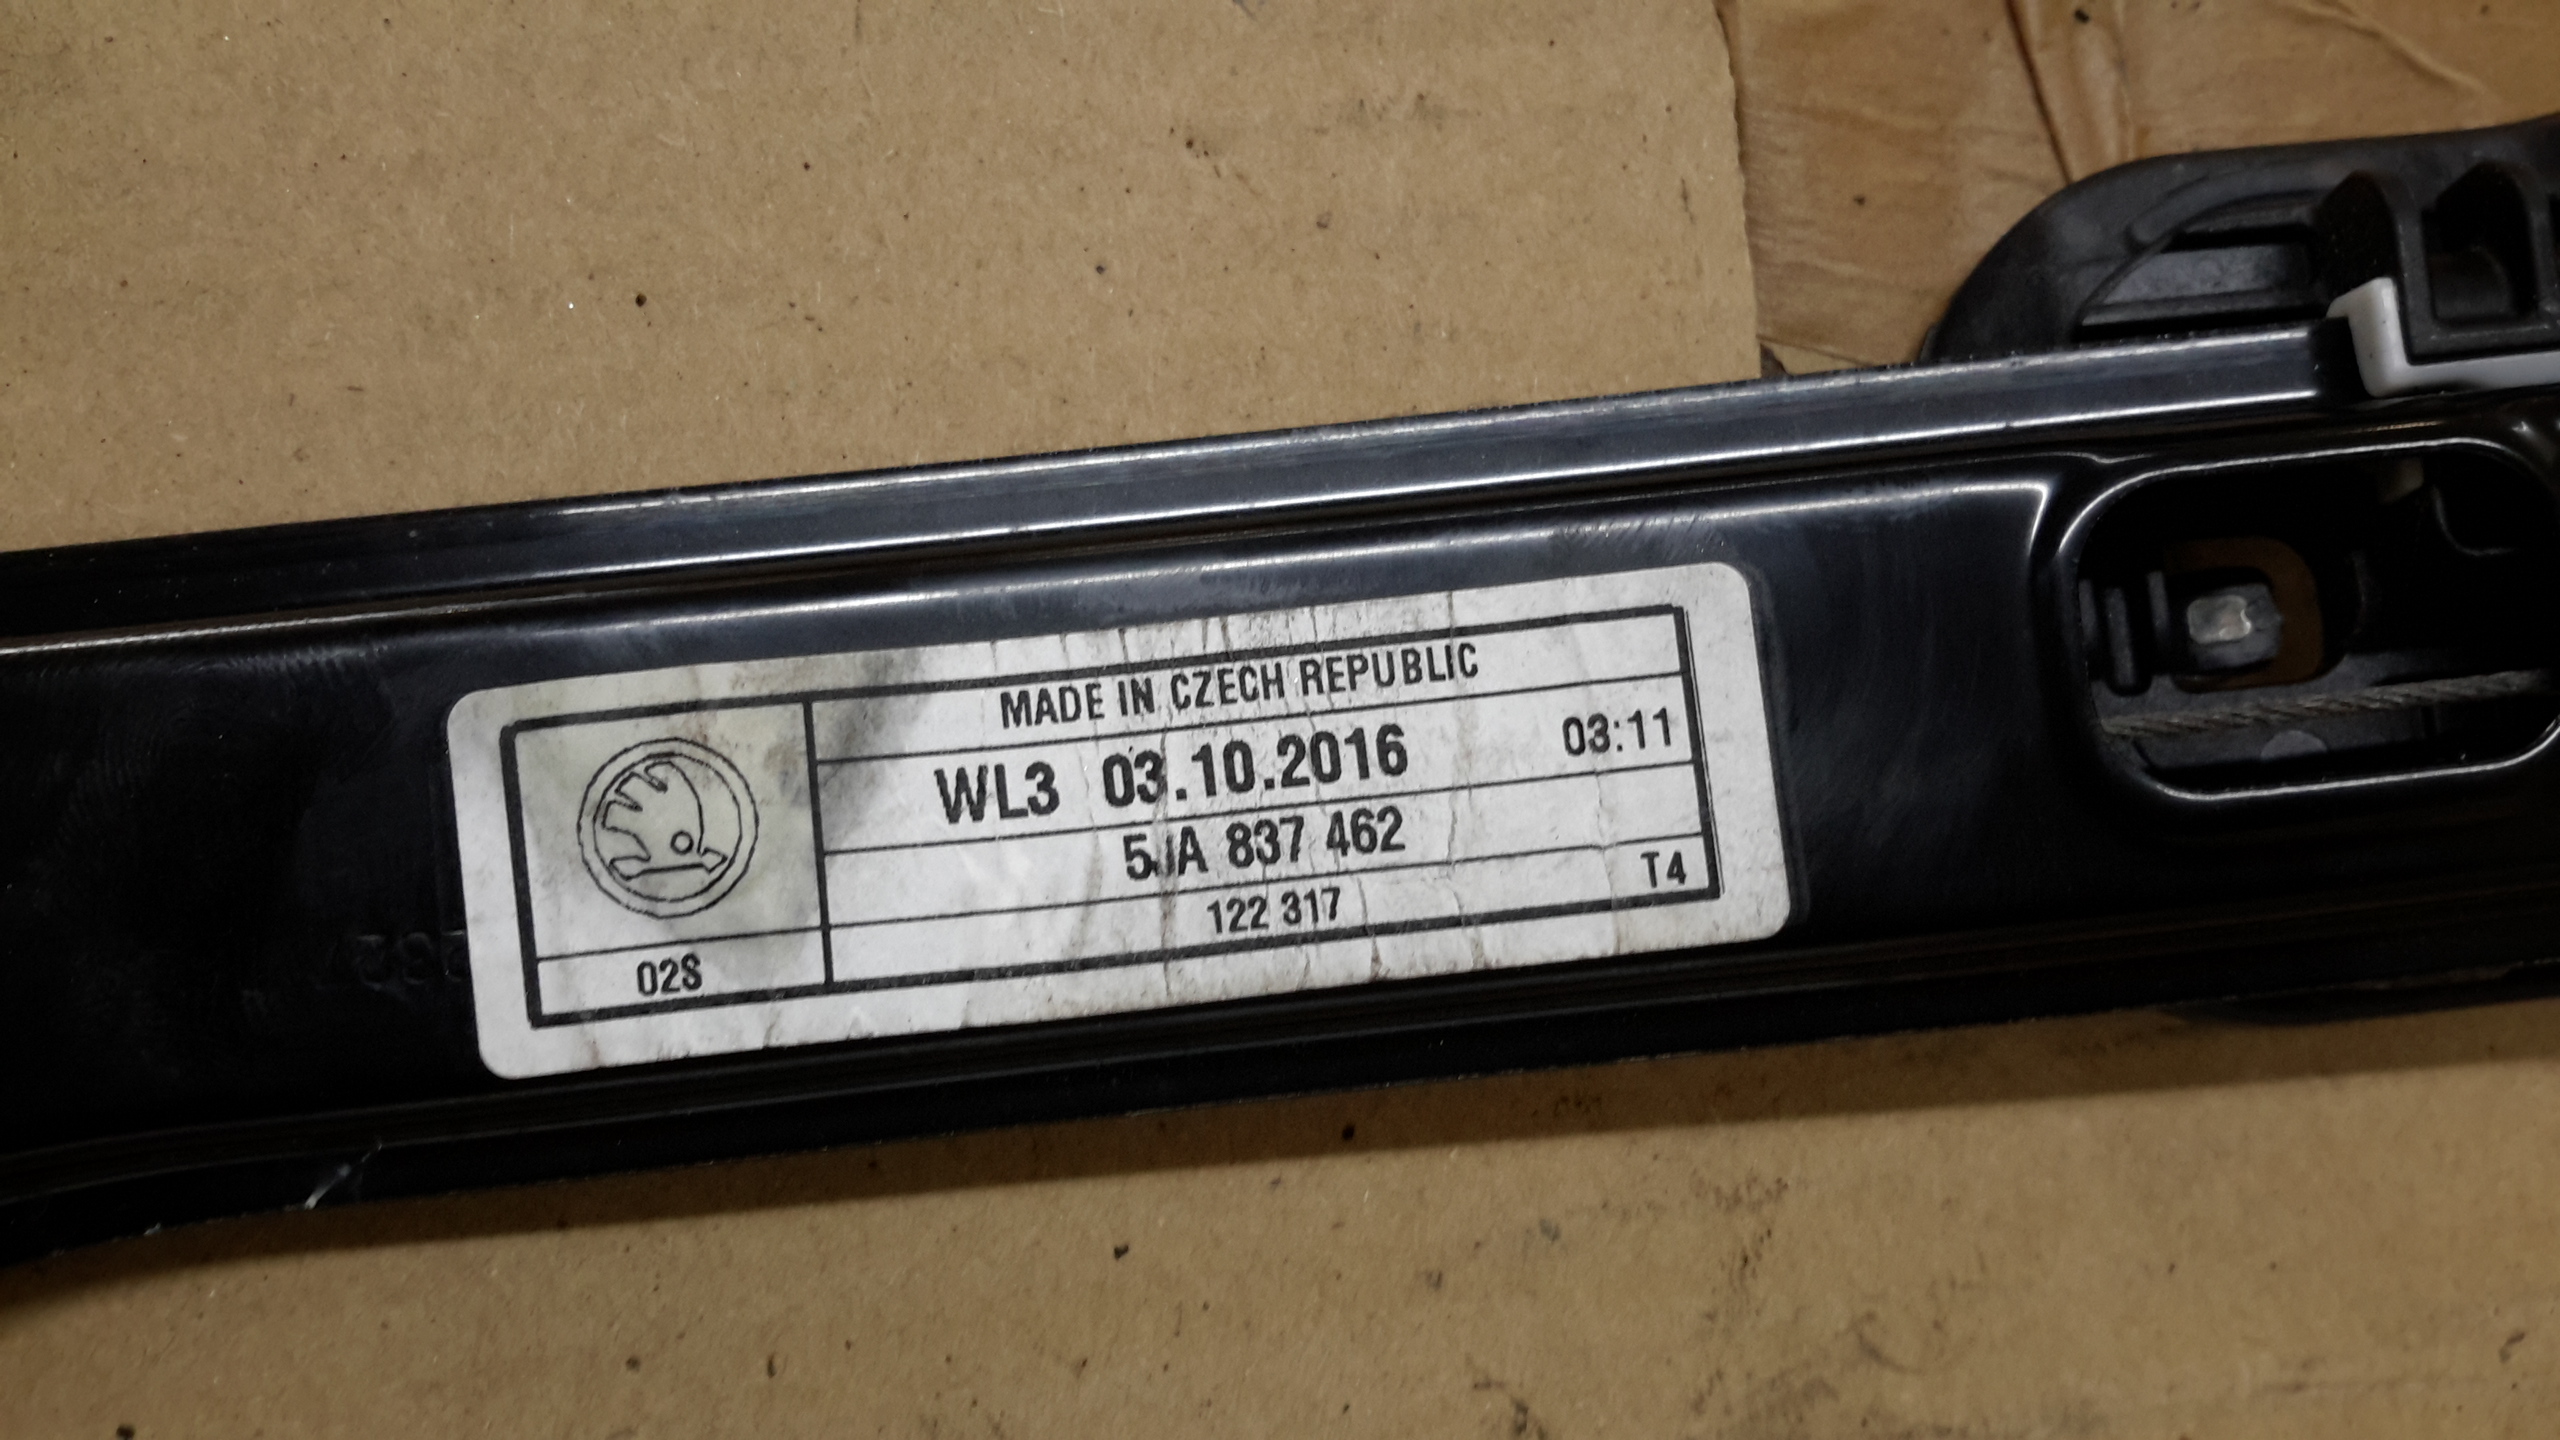 MADE IN CZECH REPUBLIC
WL3 03.10.2016 03:11
5JA 837 462
122 317 T4
02S